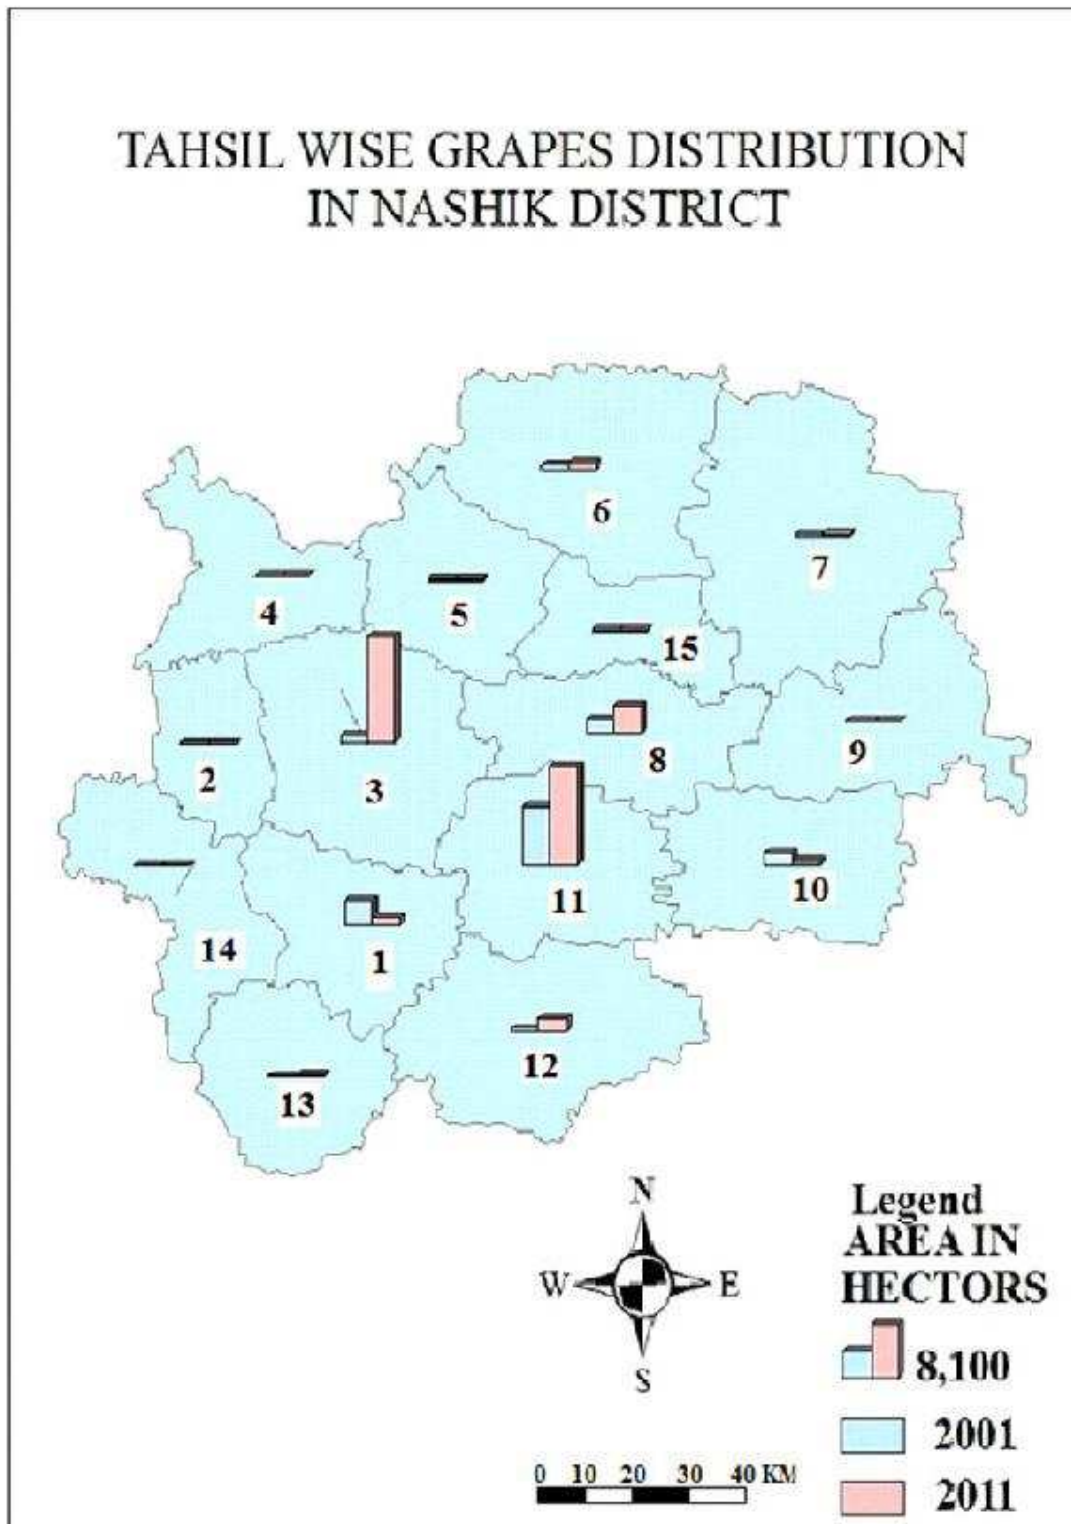 TAHSIL WISE GRAPES DISTRIBUTION
IN NASHIK DISTRICT
6
7
4
5
15
2
3
8
9
11
10
14
1
12
13
N
W E
S
Legend
AREA IN
HECTORS
8,100
2001
2011
0 10 20 30 40 KM